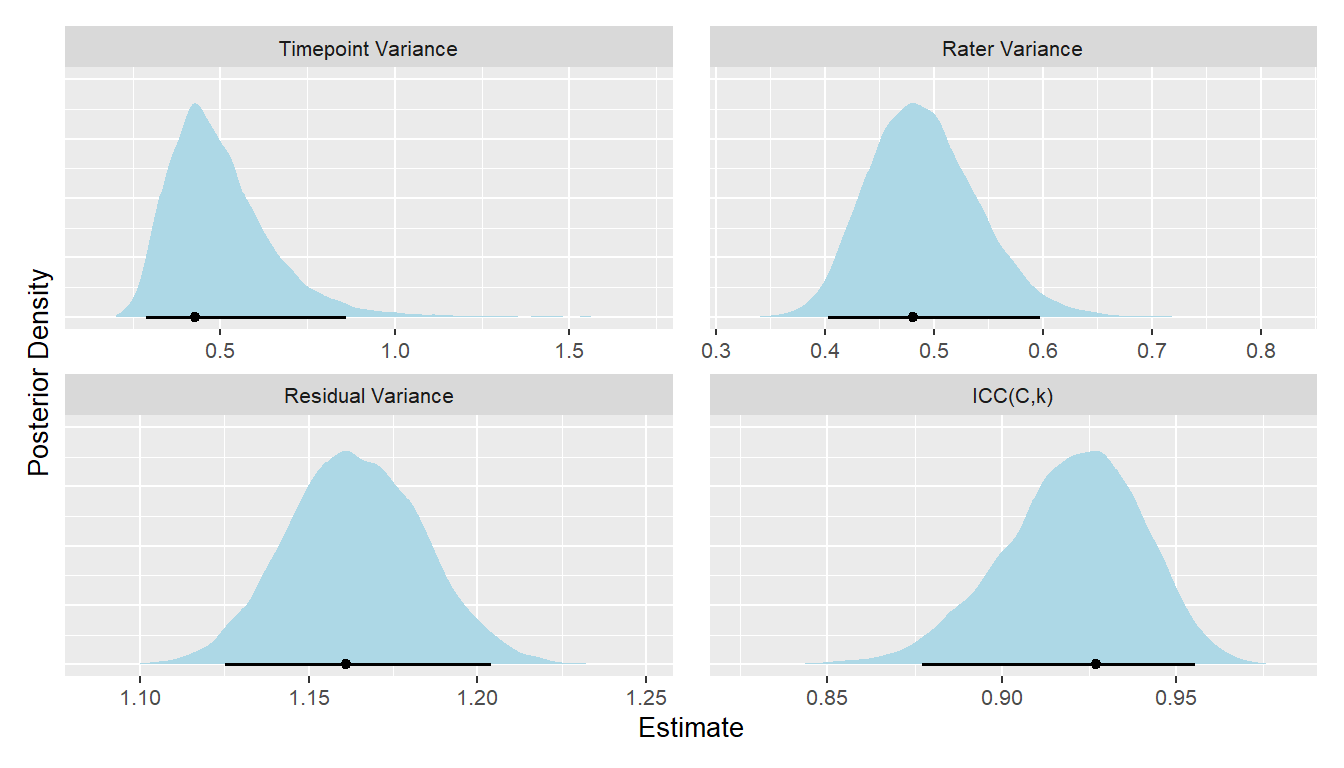 Timepoint Variance
Rater Variance
0.5 1.0 1.5
0.3 0.4 0.5 0.6 0.7 0.8
Residual Variance
ICC(C,k)
1.10 1.15 1.20 1.25
0.85 0.90 0.95
Posterior Density
Estimate